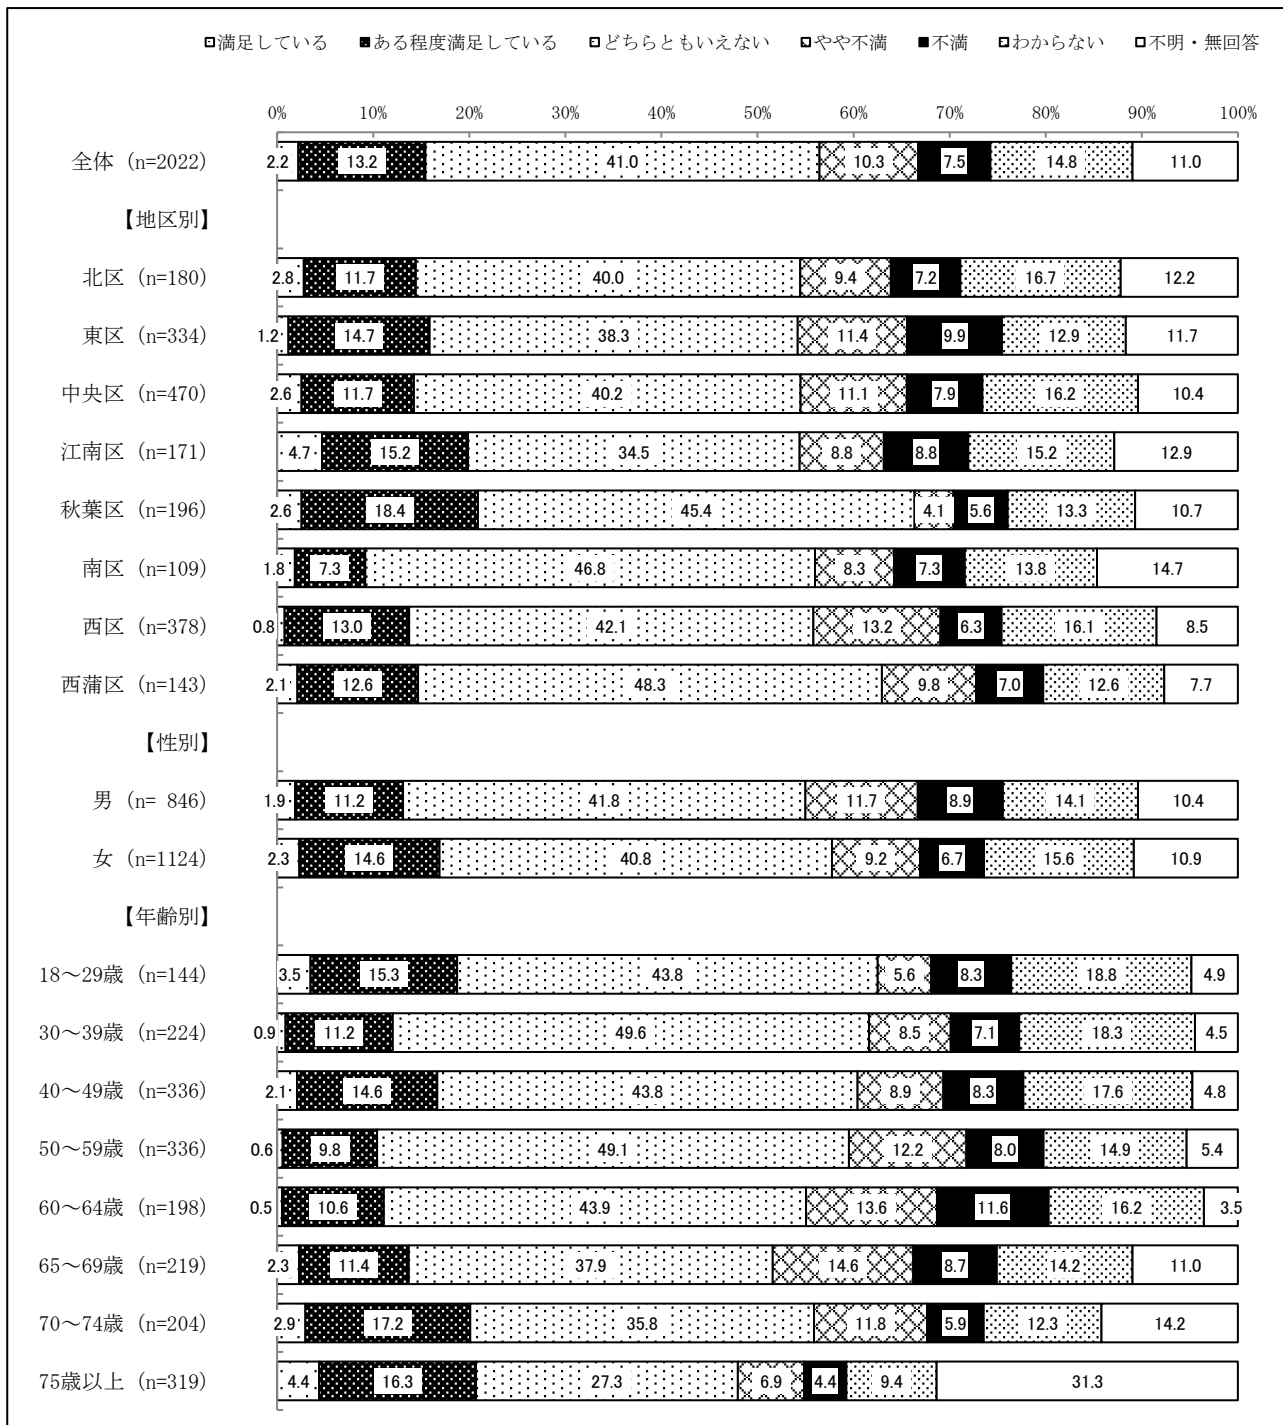 満足している ある程度満足している どちらともいえない やや不満 不満 わからない 不明・無回答
0% 10% 20% 30% 40% 50% 60% 70% 80% 90% 100%
全体 (n=2022) 2.2 13.2 41.0 10.3 7.5 14.8 11.0
【地区別】
北区 (n=180) 2.8 11.7 40.0 9.4 7.2 16.7 12.2
東区 (n=334) 1.2 14.7 38.3 11.4 9.9 12.9 11.7
中央区 (n=470) 2.6 11.7 40.2 11.1 7.9 16.2 10.4
江南区 (n=171) 4.7 15.2 34.5 8.8 8.8 15.2 12.9
秋葉区 (n=196) 2.6 18.4 45.4 4.1 5.6 13.3 10.7
南区 (n=109) 1.8 7.3 46.8 8.3 7.3 13.8 14.7
西区 (n=378) 0.8 13.0 42.1 13.2 6.3 16.1 8.5
西蒲区 (n=143) 2.1 12.6 48.3 9.8 7.0 12.6 7.7
【性別】
男 (n= 846) 1.9 11.2 41.8 11.7 8.9 14.1 10.4
女 (n=1124) 2.3 14.6 40.8 9.2 6.7 15.6 10.9
【年齢別】
18～29歳 (n=144) 3.5 15.3 43.8 5.6 8.3 18.8 4.9
30～39歳 (n=224) 0.9 11.2 49.6 8.5 7.1 18.3 4.5
40～49歳 (n=336) 2.1 14.6 43.8 8.9 8.3 17.6 4.8
50～59歳 (n=336) 0.6 9.8 49.1 12.2 8.0 14.9 5.4
60～64歳 (n=198) 0.5 10.6 43.9 13.6 11.6 16.2 3.5
65～69歳 (n=219) 2.3 11.4 37.9 14.6 8.7 14.2 11.0
70～74歳 (n=204) 2.9 17.2 35.8 11.8 5.9 12.3 14.2
75歳以上 (n=319) 4.4 16.3 27.3 6.9 4.4 9.4 31.3